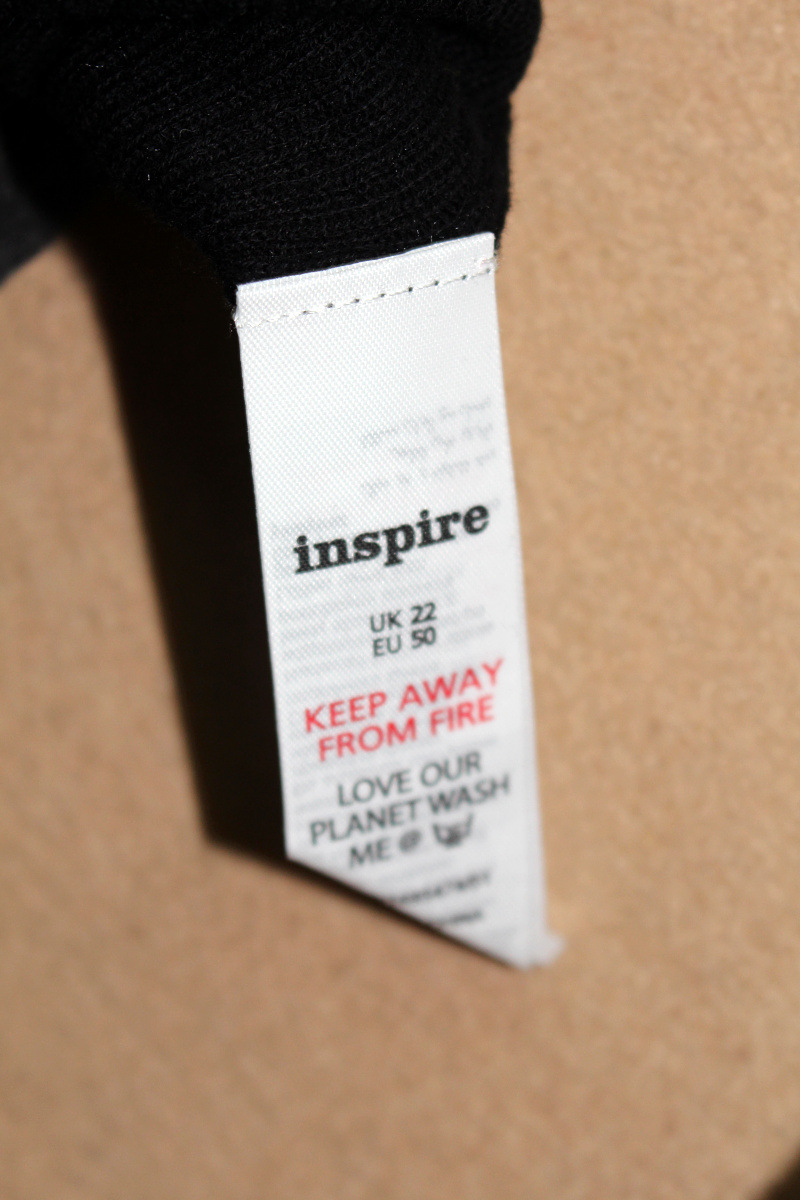 inspire
UK 22
EU 50
KEEP AWAY
FROM FIRE
LOVE OUR
PLANET WASH
ME @